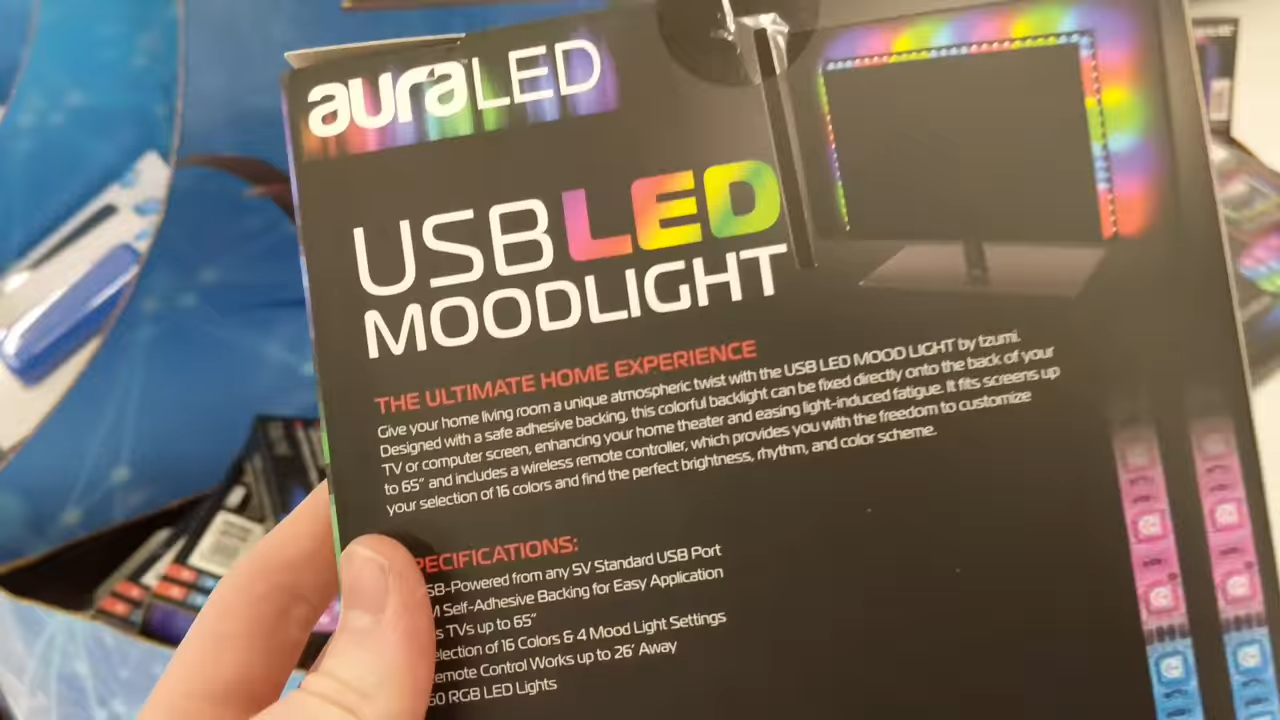 auraLED
USB LED
MOODLIGHT
THE ULTIMATE HOME EXPERIENCE
Give your home living room a unique atmospheric twist with the USB LED MOOD LIGHT by tzumi.
Designed with a safe adhesive backing, this colorful backlight can be fixed directly onto the back of your
TV or computer screen, enhancing your home theater and easing light-induced fatigue. It fits screens up
to 65" and includes a wireless remote controller, which provides you with the freedom to customize
your selection of 16 colors and find the perfect brightness, rhythm, and color scheme.
PECIFICATIONS:
SB-Powered from any 5V Standard USB Port
M Self-Adhesive Backing for Easy Application
s TVs up to 65"
election of 16 Colors & 4 Mood Light Settings
emote Control Works up to 26' Away
60 RGB LED Lights